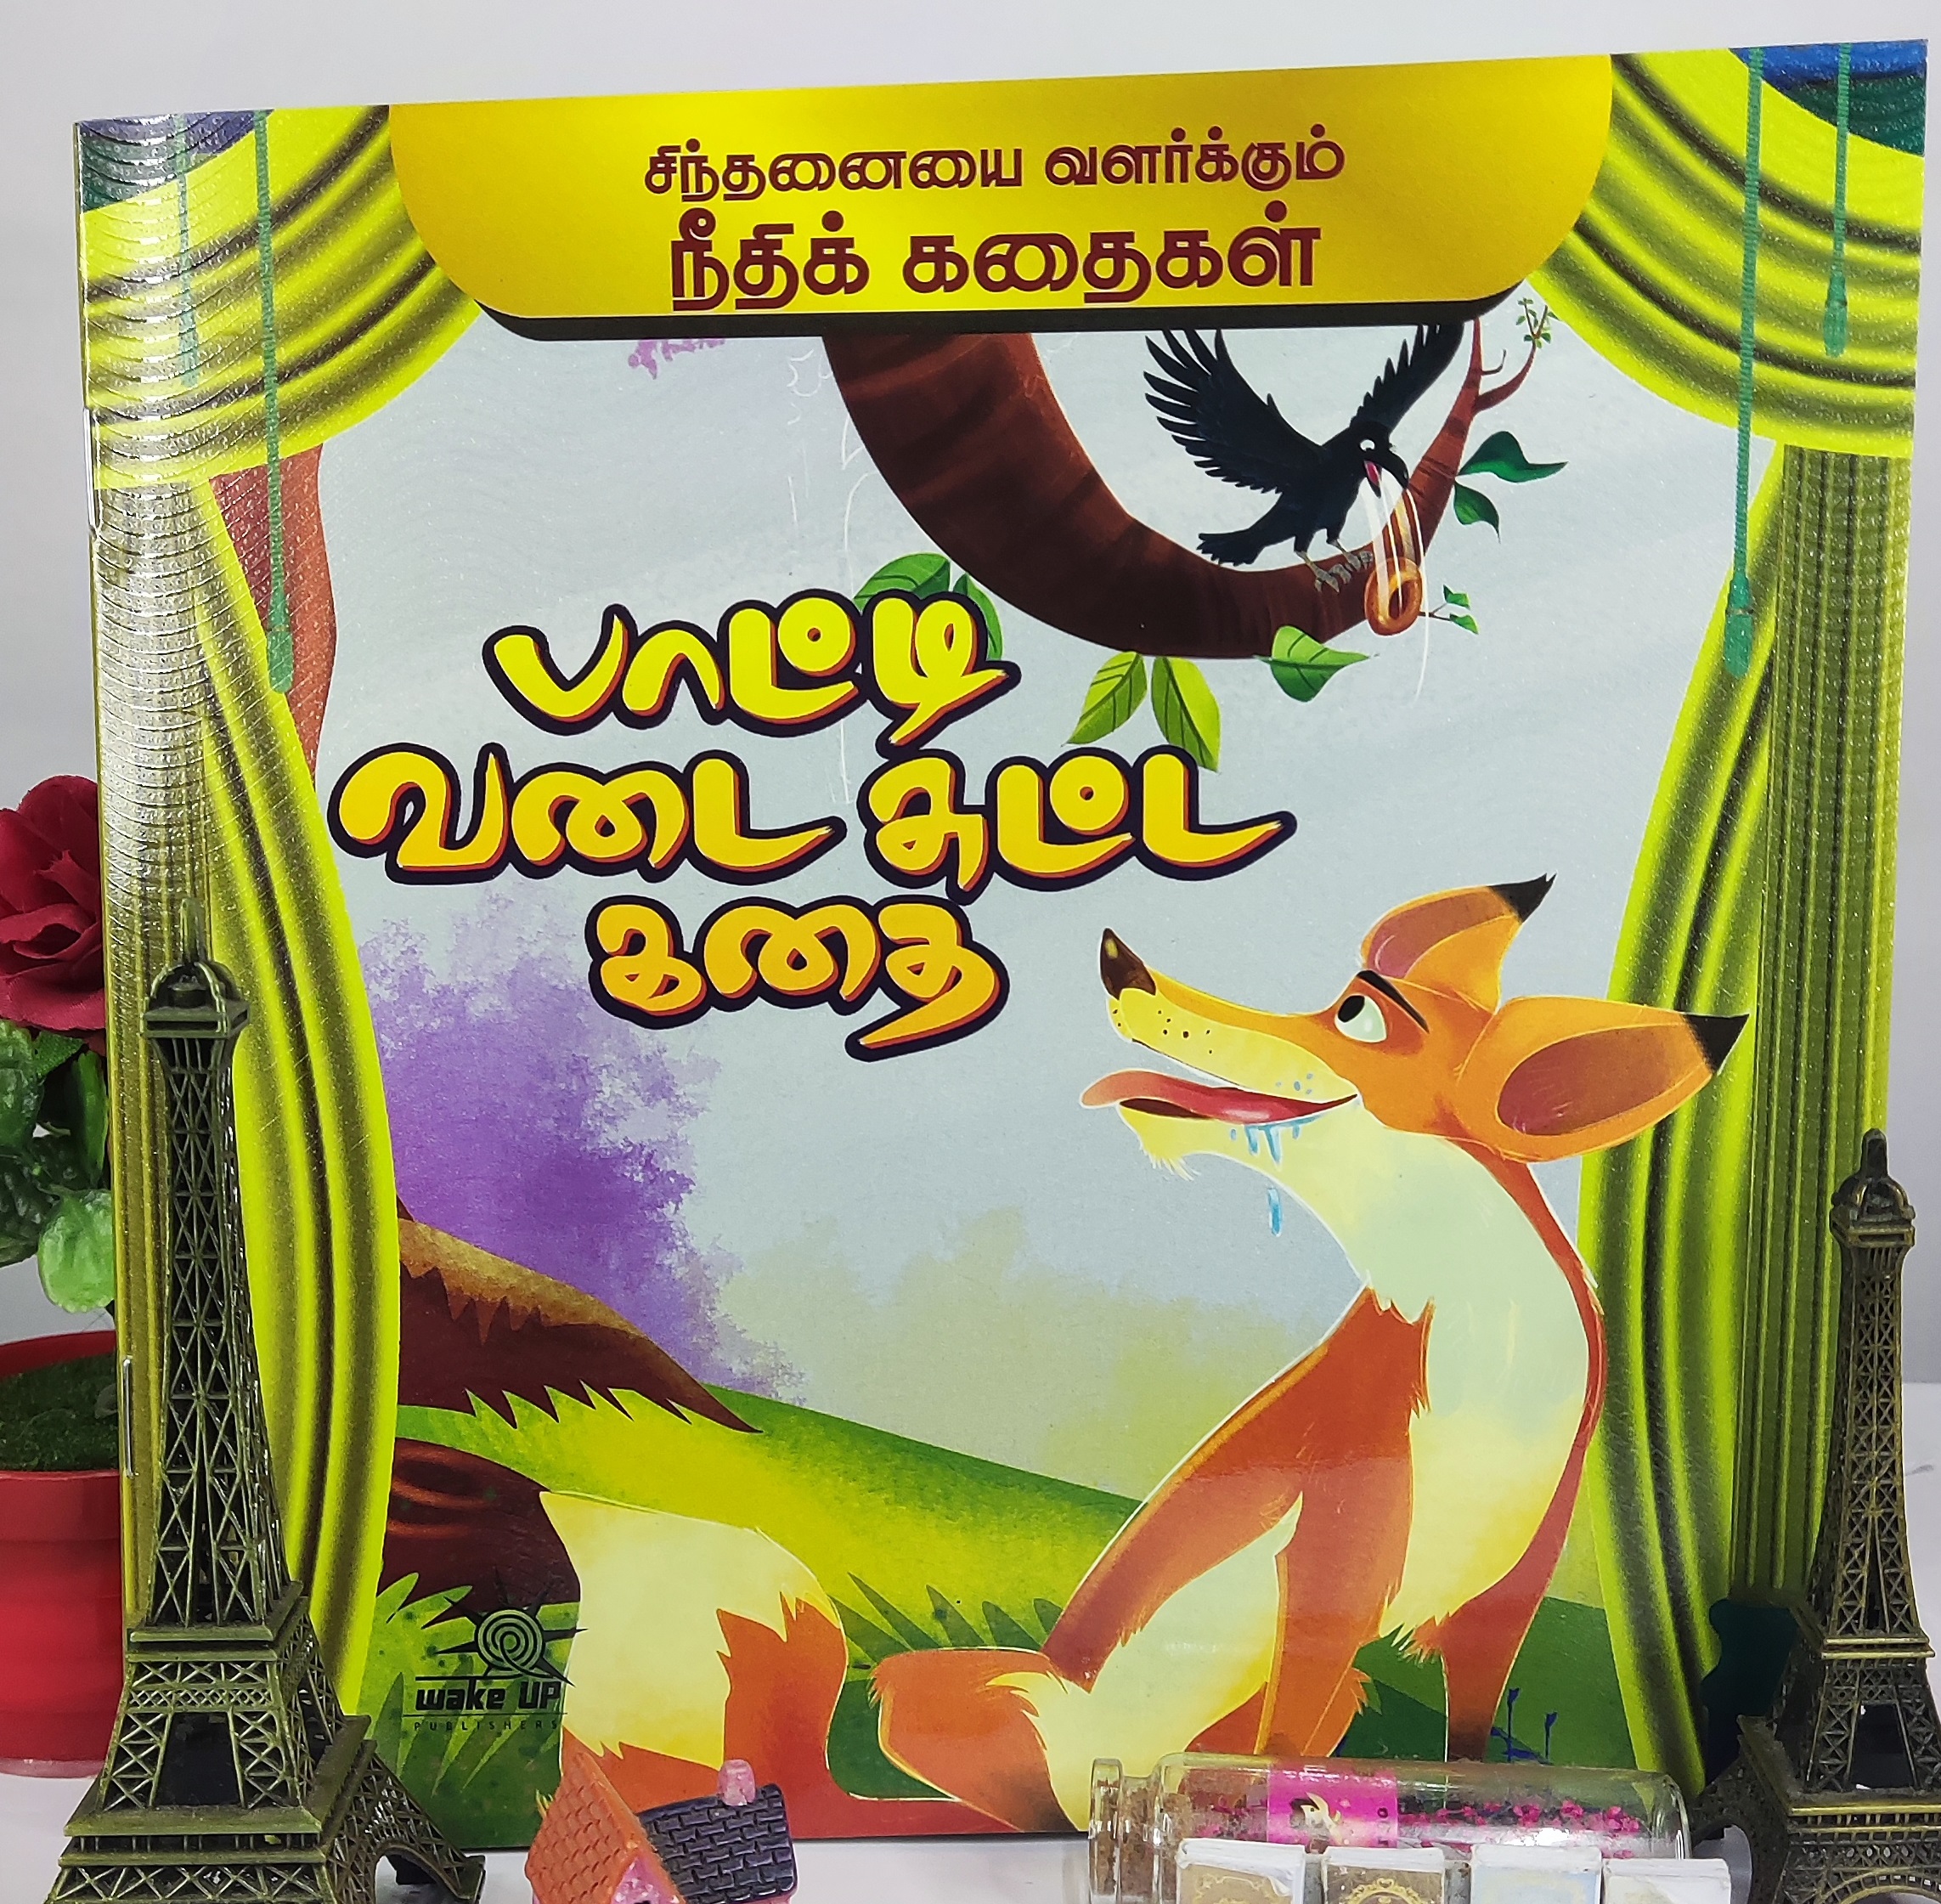 சிந்தனையை வளர்க்கும்
நீதிக் கதைகள்
பாட்டி
வடை சுட்ட
கதை
wake UP
PUBLISHERS